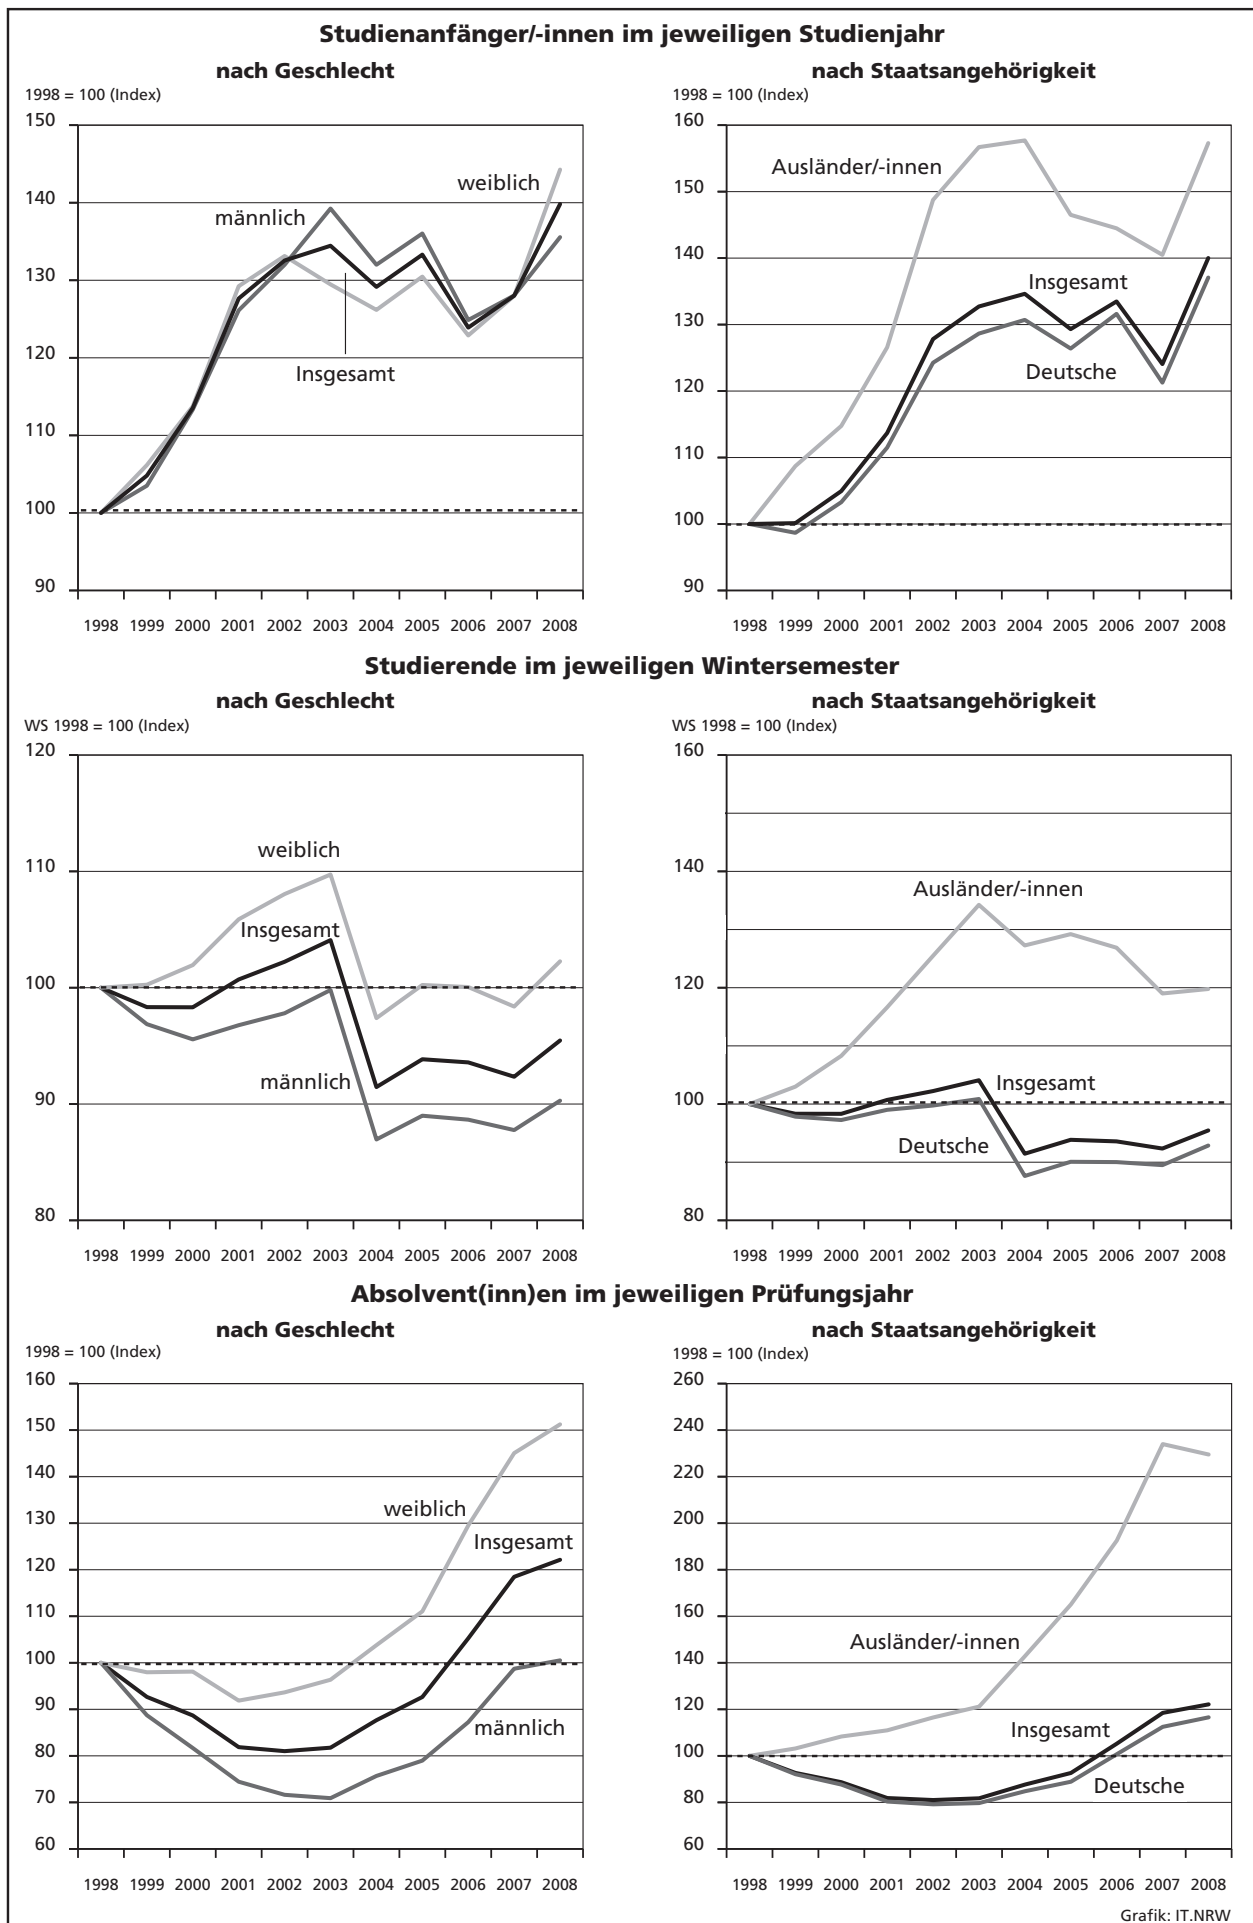 Studienanfänger/-innen im jeweiligen Studienjahr
nach Geschlecht
1998 = 100 (Index)
150
140
130
120
110
100
90
weiblich
männlich
Insgesamt
1998 1999 2000 2001 2002 2003 2004 2005 2006 2007 2008
nach Staatsangehörigkeit
1998 = 100 (Index)
160
150
140
130
120
110
100
90
Ausländer/-innen
Insgesamt
Deutsche
1998 1999 2000 2001 2002 2003 2004 2005 2006 2007 2008
Studierende im jeweiligen Wintersemester
nach Geschlecht
WS 1998 = 100 (Index)
120
110
100
90
80
weiblich
Insgesamt
männlich
1998 1999 2000 2001 2002 2003 2004 2005 2006 2007 2008
nach Staatsangehörigkeit
WS 1998 = 100 (Index)
160
140
120
100
80
Ausländer/-innen
Insgesamt
Deutsche
1998 1999 2000 2001 2002 2003 2004 2005 2006 2007 2008
Absolvent(inn)en im jeweiligen Prüfungsjahr
nach Geschlecht
1998 = 100 (Index)
160
150
140
130
120
110
100
90
80
70
60
weiblich
Insgesamt
männlich
1998 1999 2000 2001 2002 2003 2004 2005 2006 2007 2008
nach Staatsangehörigkeit
1998 = 100 (Index)
260
240
220
200
180
160
140
120
100
80
60
Ausländer/-innen
Insgesamt
Deutsche
1998 1999 2000 2001 2002 2003 2004 2005 2006 2007 2008
Grafik: IT.NRW